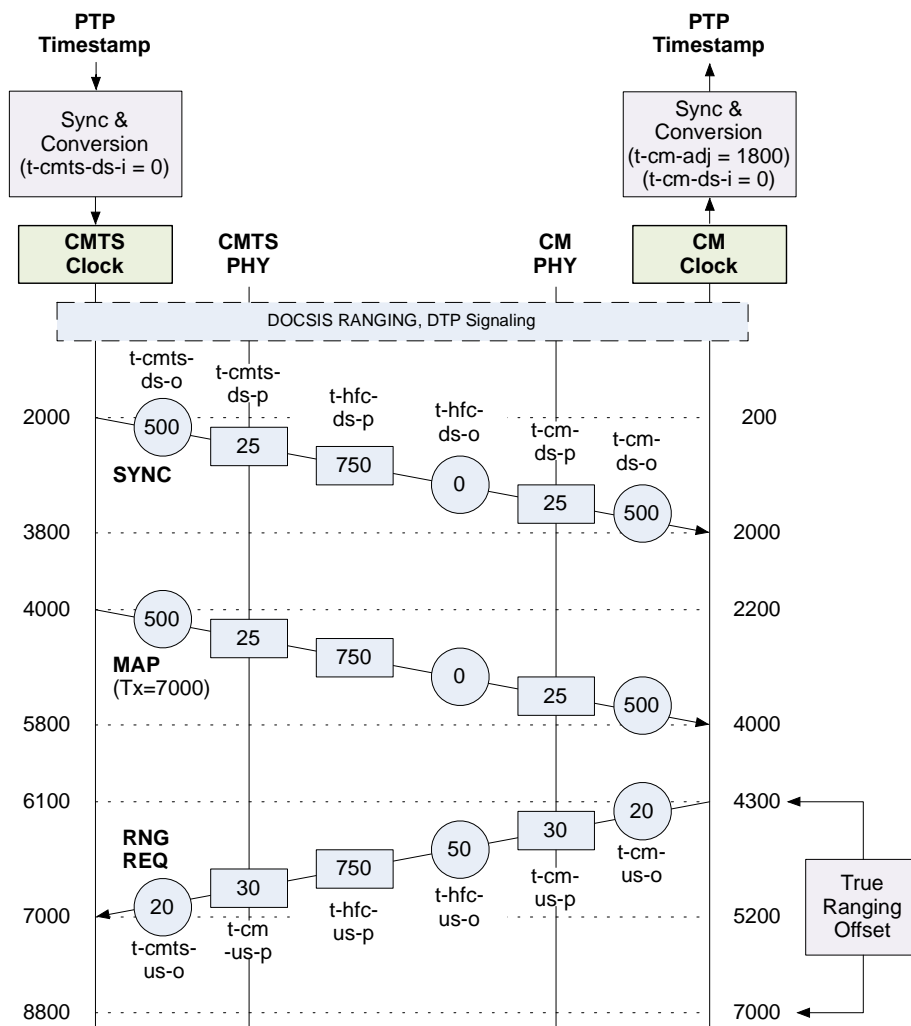 PTP
Timestamp
PTP
Timestamp
Sync &
Conversion
(t-cmts-ds-i = 0)
Sync &
Conversion
(t-cm-adj = 1800)
(t-cm-ds-i = 0)
CMTS
Clock
CMTS
PHY
CM
PHY
CM
Clock
DOCSIS RANGING, DTP Signaling
t-cmts-
ds-o
t-cmts-
ds-p
t-hfc-
ds-p
t-hfc-
ds-o
t-cm-
ds-p
t-cm-
ds-o
2000
500
25
750
0
25
500
200
SYNC
3800
2000
4000
500
25
750
0
25
500
2200
MAP
(Tx=7000)
5800
4000
6100
4300
RNG
REQ
20
30
750
50
30
20
7000
5200
t-cmts-
us-o
t-cm
-us-p
t-hfc-
us-p
t-hfc-
us-o
t-cm-
us-p
t-cm-
us-o
True
Ranging
Offset
8800
7000